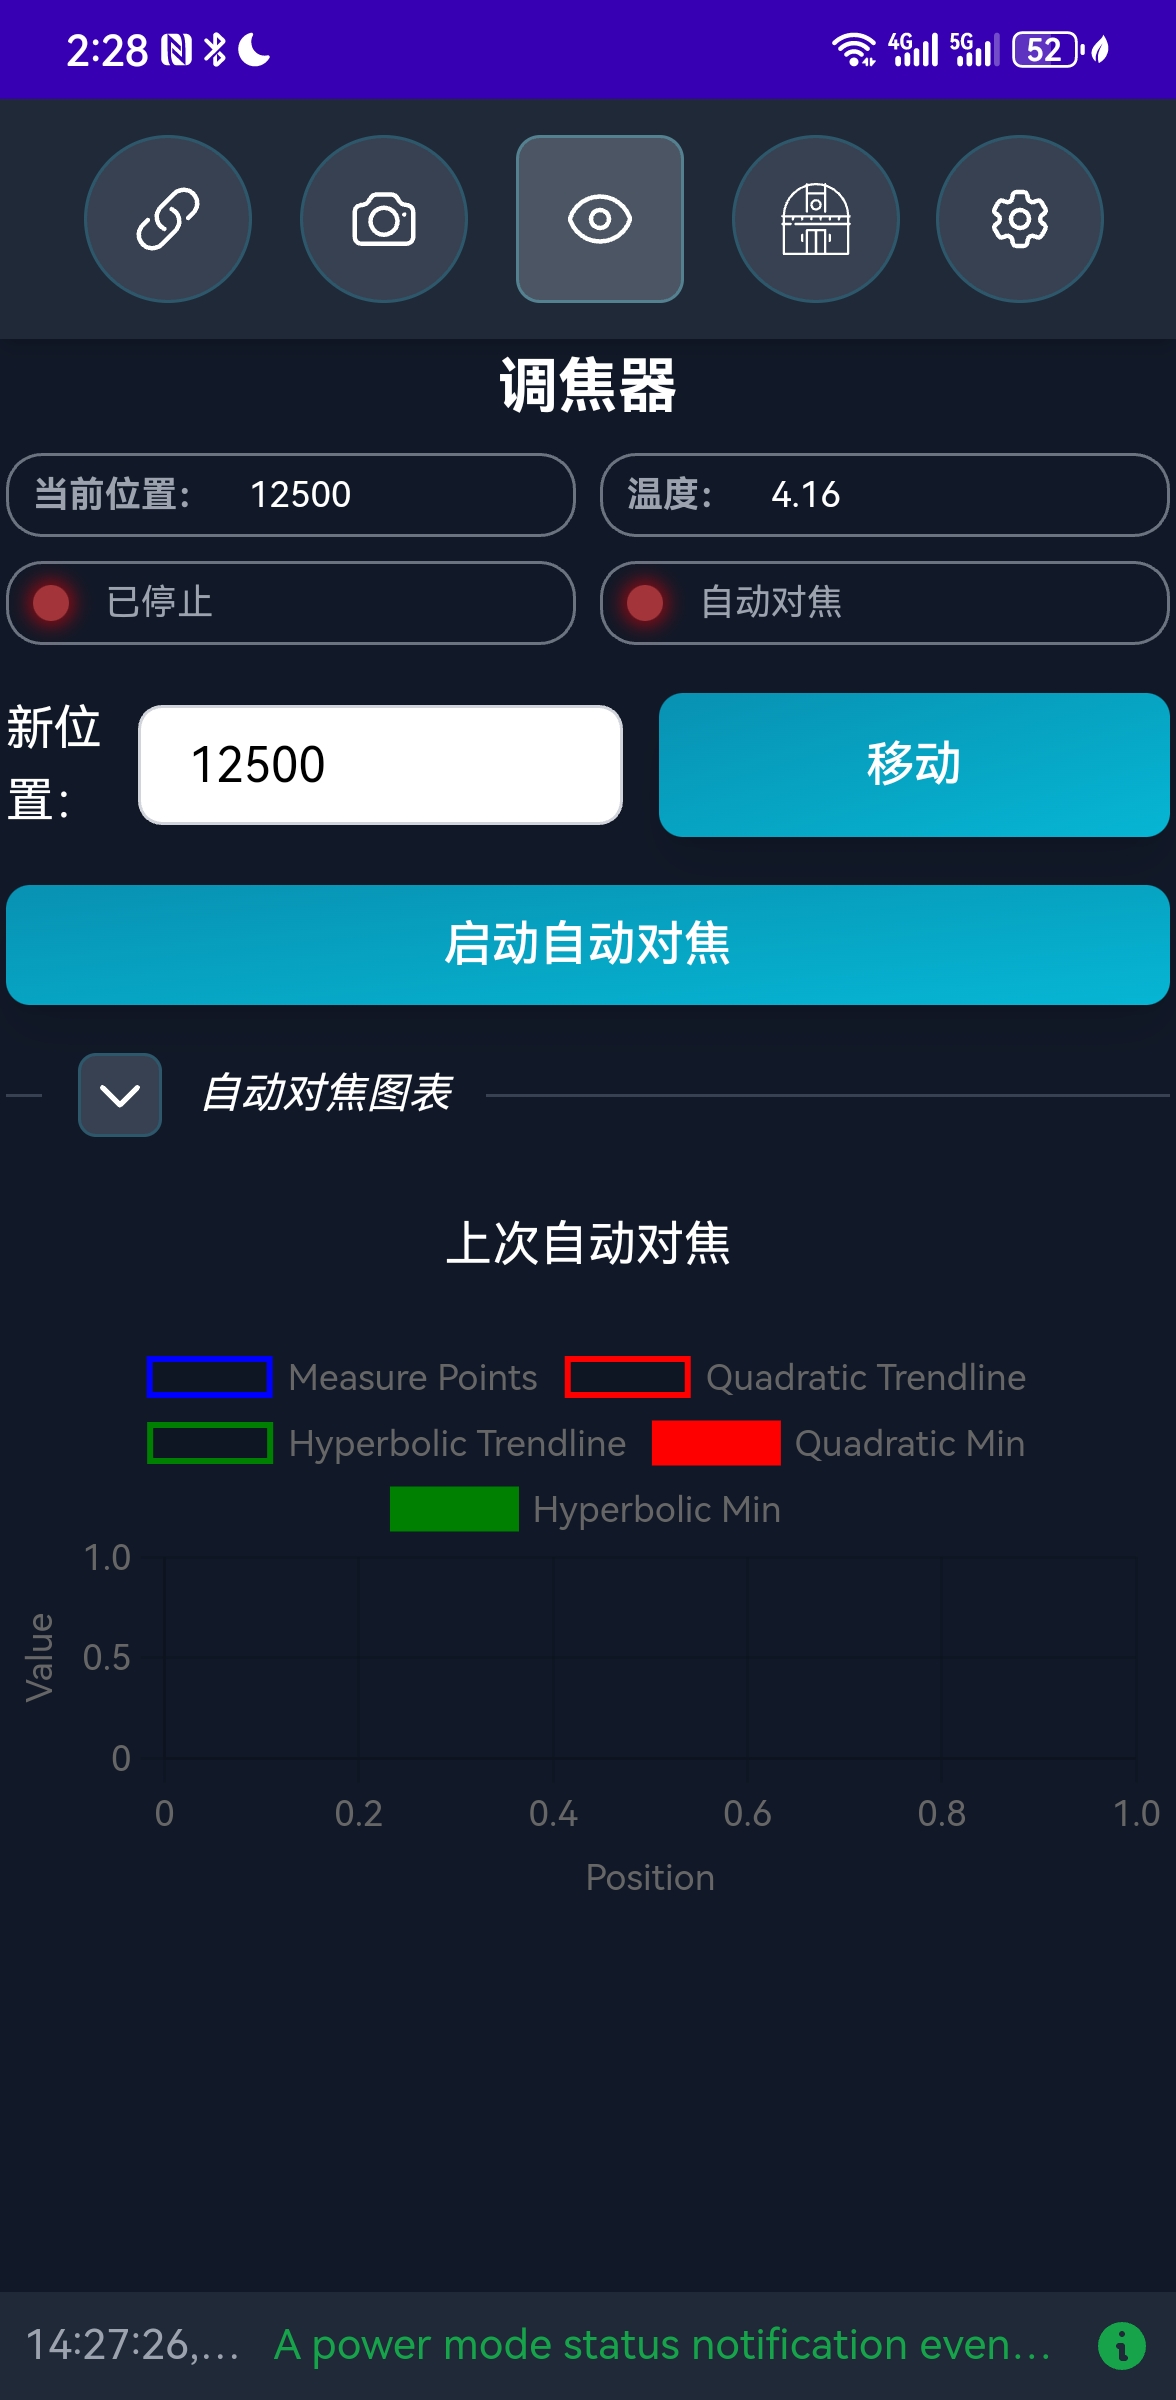 2:28
4G 5G 52
调焦器
当前位置： 12500
温度： 4.16
已停止
自动对焦
新位
置：
12500
移动
启动自动对焦
自动对焦图表
上次自动对焦
Measure Points Quadratic Trendline
Hyperbolic Trendline Quadratic Min
Hyperbolic Min
1.0
0.5
0
Value
0 0.2 0.4 0.6 0.8 1.0
Position
14:27:26,... A power mode status notification even...